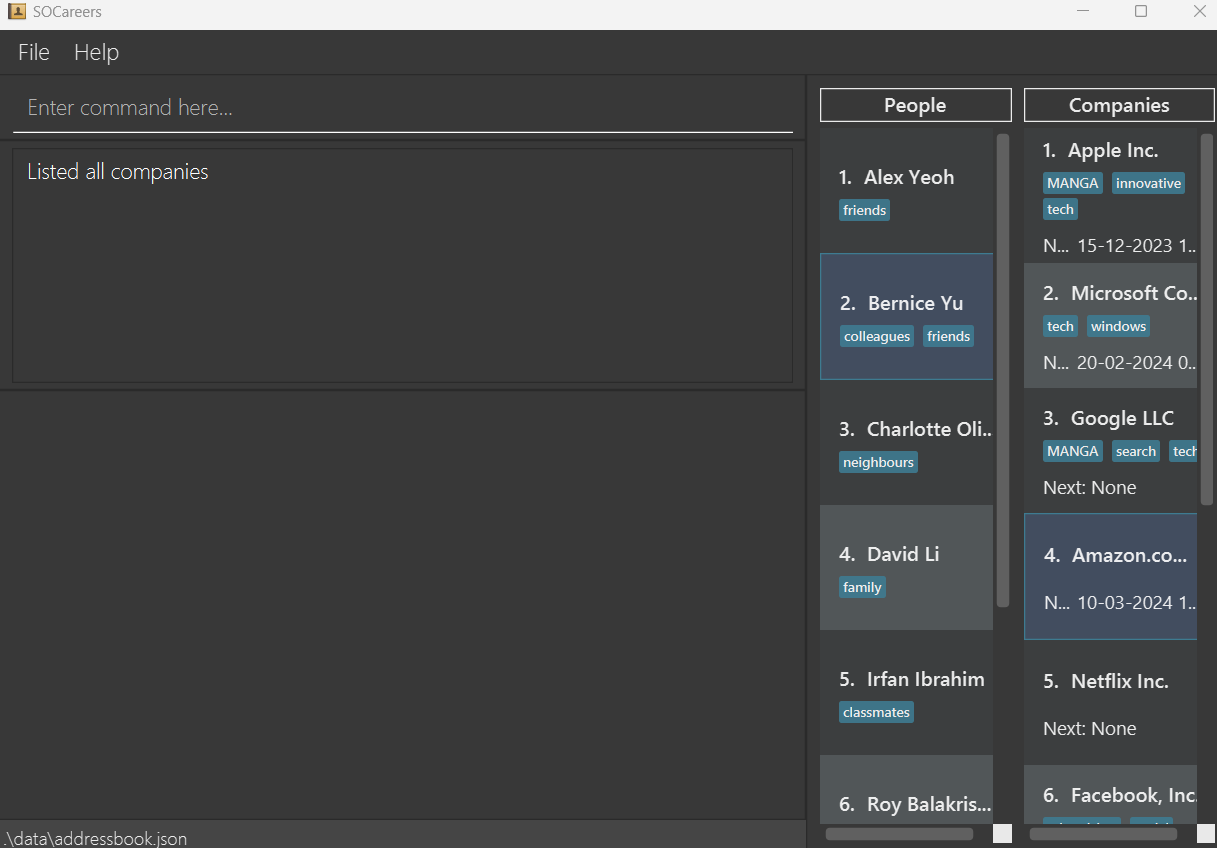 SOCareers
File Help
Enter command here...
Listed all companies
.\data\addressbook.json
People
1. Alex Yeoh
friends
2. Bernice Yu
colleagues friends
3. Charlotte Oli..
neighbours
4. David Li
family
5. Irfan Ibrahim
classmates
6. Roy Balakris...
Companies
1. Apple Inc.
MANGA innovative
tech
N... 15-12-2023 1..
2. Microsoft Co..
tech windows
N... 20-02-2024 0..
3. Google LLC
MANGA search tech
Next: None
4. Amazon.co...
N... 10-03-2024 1..
5. Netflix Inc.
Next: None
6. Facebook, Inc.